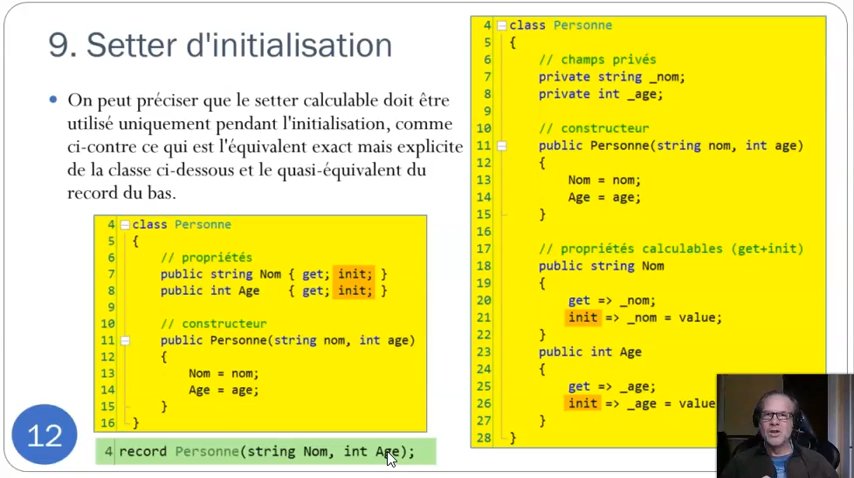 9. Setter d'initialisation
• On peut préciser que le setter calculable doit être
utilisé uniquement pendant l'initialisation, comme
ci-contre ce qui est l'équivalent exact mais explicite
de la classe ci-dessous et le quasi-équivalent du
record du bas.
4 class Personne
5 {
6 // propriétés
7 public string Nom { get; init; }
8 public int Age { get; init; }
9
10 // constructeur
11 public Personne(string nom, int age)
12 {
13 Nom = nom;
14 Age = age;
15 }
16 }
4 record Personne(string Nom, int Age);
12
4 class Personne
5 {
6 // champs privés
7 private string _nom;
8 private int _age;
9
10 // constructeur
11 public Personne(string nom, int age)
12 {
13 Nom = nom;
14 Age = age;
15 }
16
17 // propriétés calculables (get+init)
18 public string Nom
19 {
20 get => _nom;
21 init => _nom = value;
22 }
23 public int Age
24 {
25 get => _age;
26 init => _age = value
27 }
28 }